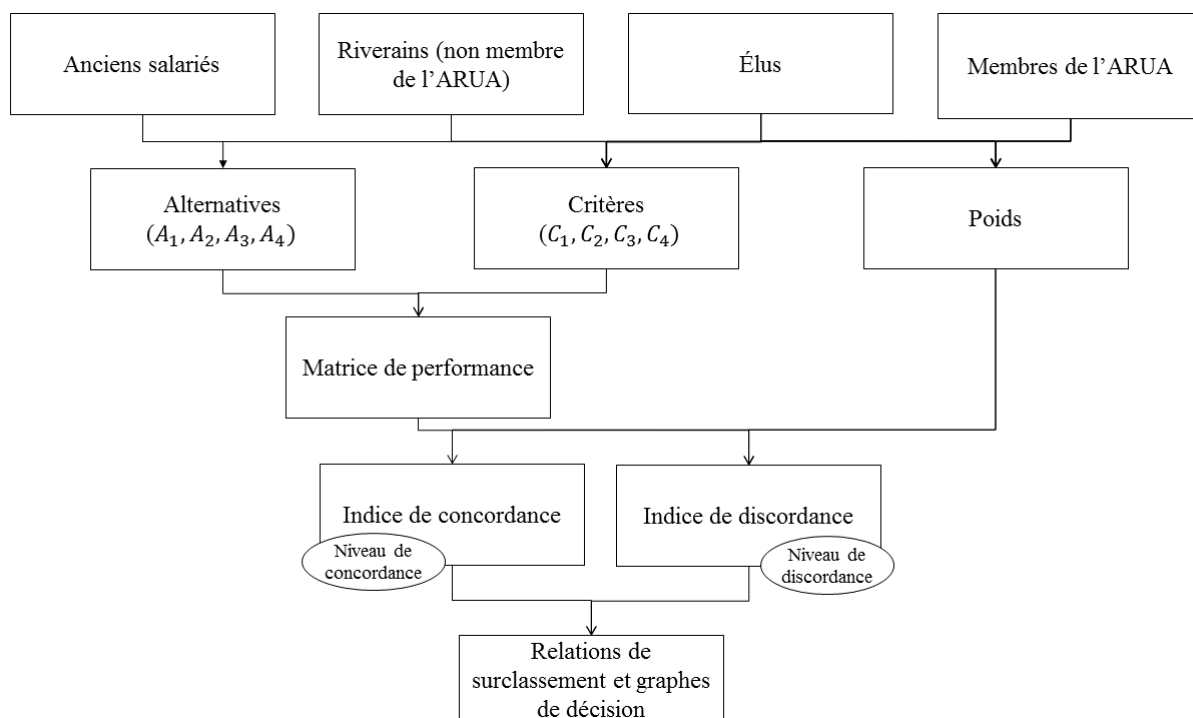 Anciens salariés
Riverains (non membre
de l'ARUA)
Élus
Membres de l'ARUA
Alternatives
(A₁, A₂, A₃, A₄)
Critères
(C₁, C₂, C₃, C₄)
Poids
Matrice de performance
Indice de concordance
Niveau de
concordance
Indice de discordance
Niveau de
discordance
Relations de
surclassement et graphes
de décision